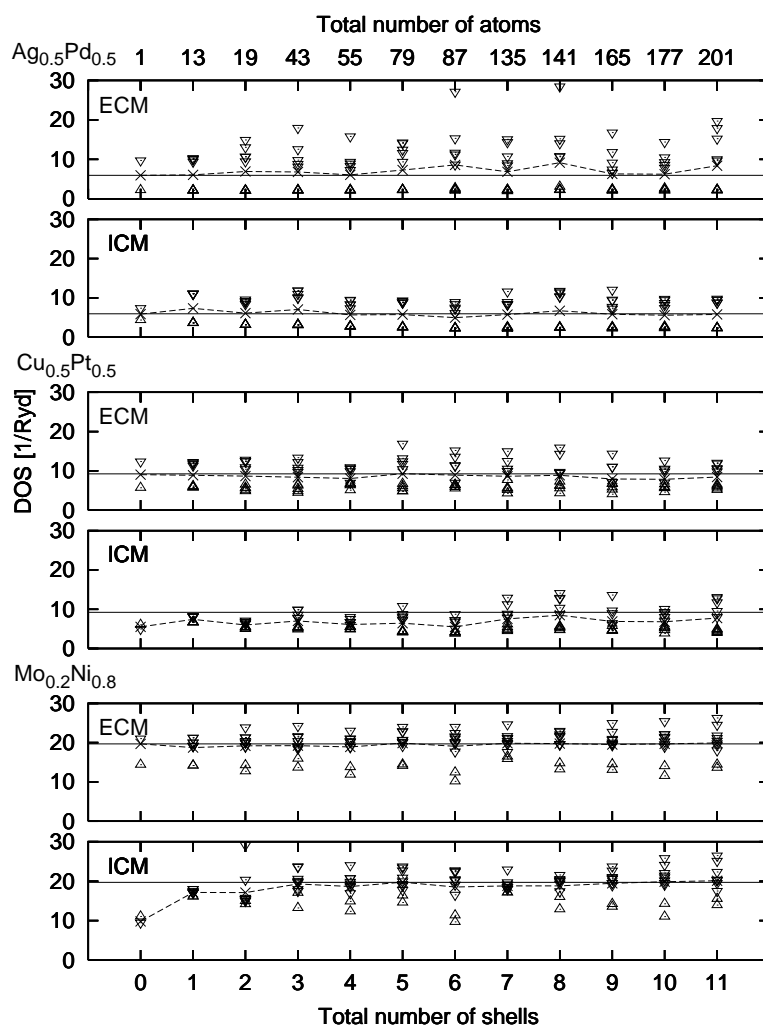 Total number of atoms
Ag0.5Pd0.5 1 13 19 43 55 79 87 135 141 165 177 201
30
ECM
20
10
0
30
ICM
20
10
0
Cu0.5Pt0.5
30
ECM
20
10
0
DOS [1/Ryd]
30
ICM
20
10
0
Mo0.2Ni0.8
30
ECM
20
10
0
30
ICM
20
10
0
0 1 2 3 4 5 6 7 8 9 10 11
Total number of shells